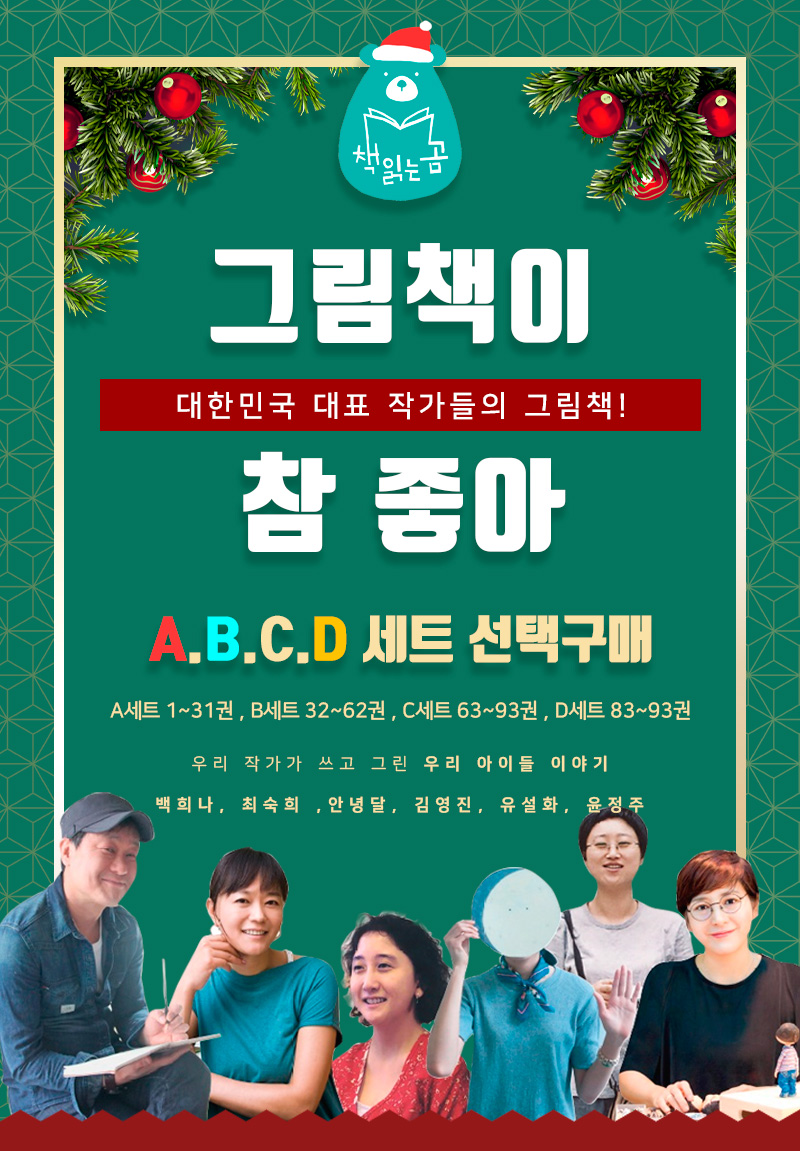 책읽는곰
그림책이
대한민국 대표 작가들의 그림책!
참 좋아
A.B.C.D 세트 선택구매
A세트 1~31권 , B세트 32~62권 , C세트 63~93권 , D세트 83~93권
우리 작가가 쓰고 그린 우리 아이들 이야기
백희나, 최숙희 ,안녕달, 김영진, 유설화, 윤정주